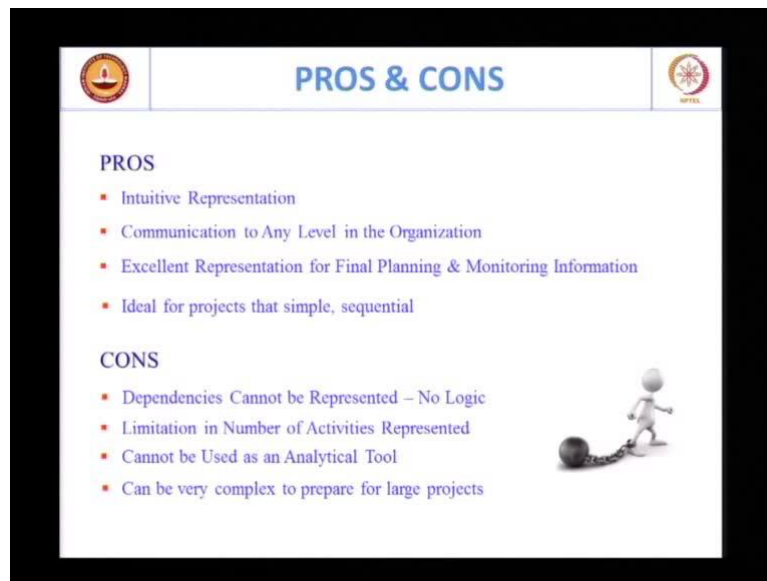 PROS & CONS
NPTEL
PROS
▪ Intuitive Representation
▪ Communication to Any Level in the Organization
▪ Excellent Representation for Final Planning & Monitoring Information
▪ Ideal for projects that simple, sequential
CONS
▪ Dependencies Cannot be Represented – No Logic
▪ Limitation in Number of Activities Represented
▪ Cannot be Used as an Analytical Tool
▪ Can be very complex to prepare for large projects